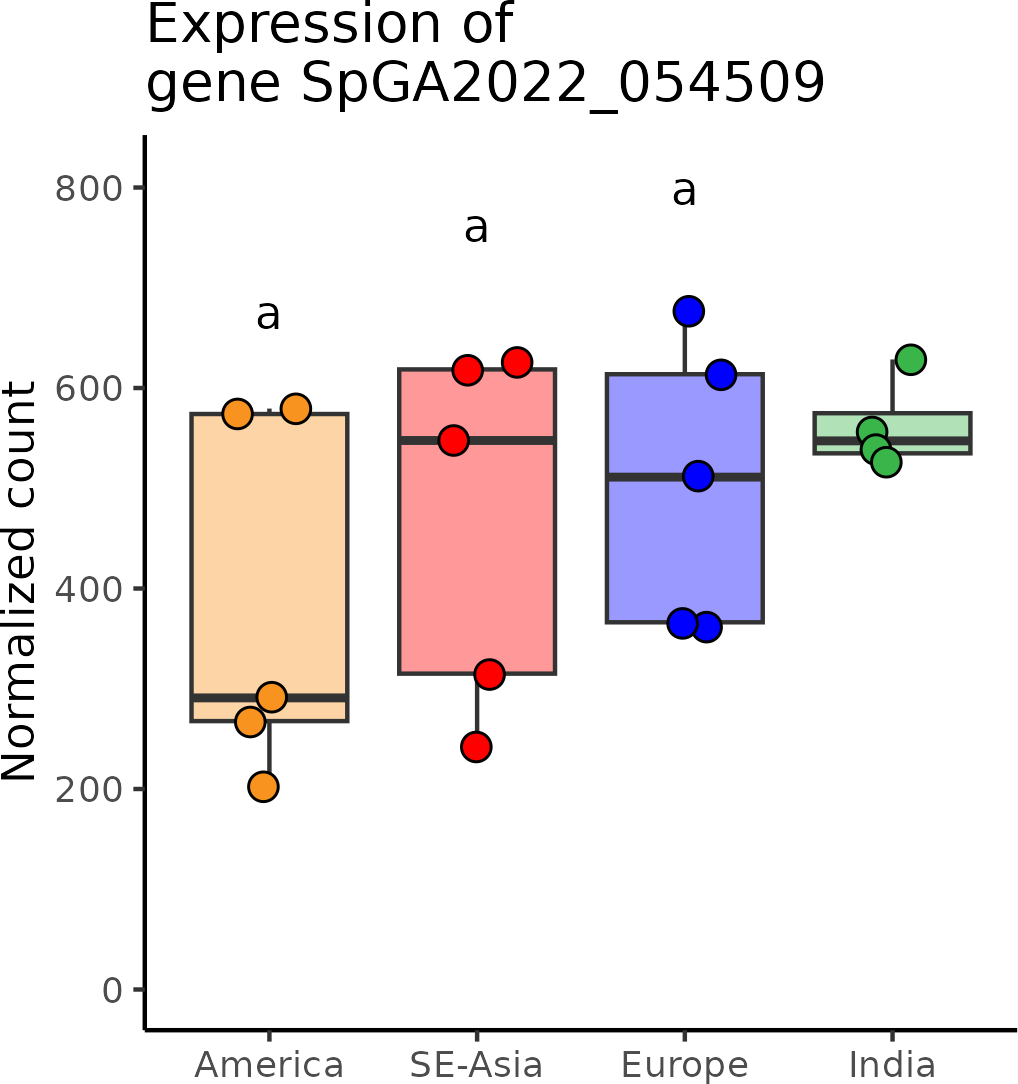 Expression of
gene SpGA2022_054509
Normalized count
800
600
400
200
0
a
a
a
America
SE-Asia
Europe
India